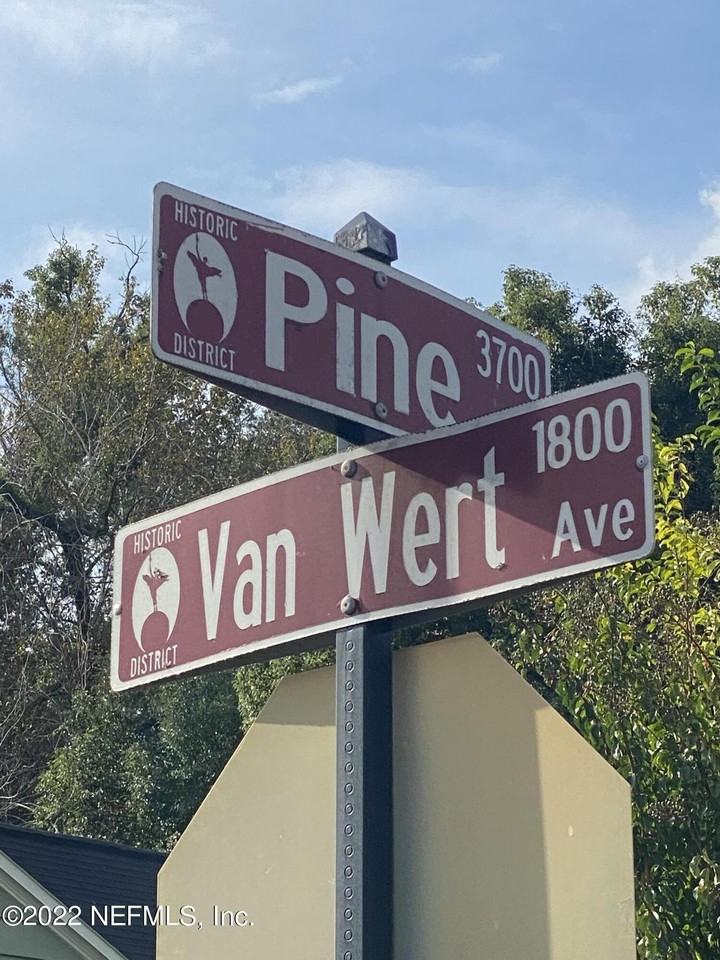 HISTORIC
Pine 3700
DISTRICT
1800
HISTORIC
Van Wert Ave
DISTRICT
©2022 NEFMLS, Inc.